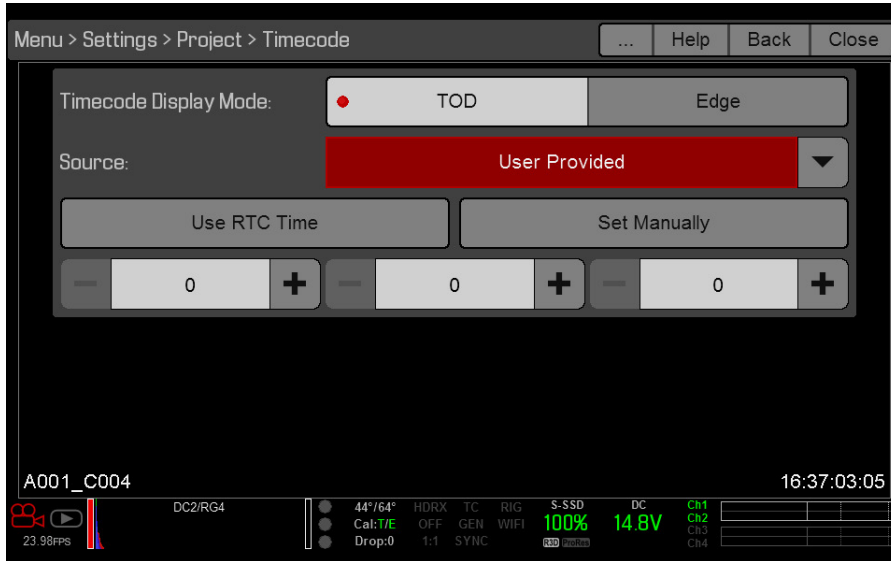 Menu > Settings > Project > Timecode ... Help Back Close
Timecode Display Mode: TOD Edge
Source: User Provided
Use RTC Time Set Manually
0 0 0
A001_C004 16:37:03:05
DC2/RG4 44°/64° HDRX TC RIG S-SSD DC Ch1
Cal:T/E OFF GEN WIFI 100% 14.8V Ch2
23.98FPS Drop:0 1:1 SYNC R3D ProRes Ch3
Ch4